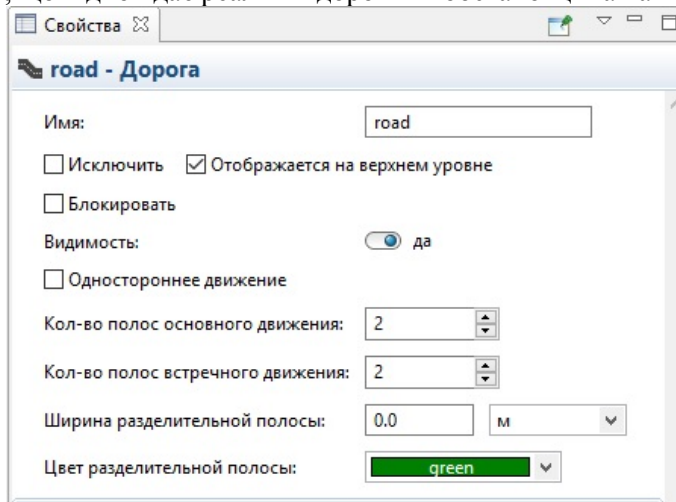 Свойства
road - Дорога
Имя: road
Исключить Отображается на верхнем уровне
Блокировать
Видимость: да
Одностороннее движение
Кол-во полос основного движения: 2
Кол-во полос встречного движения: 2
Ширина разделительной полосы: 0.0 м
Цвет разделительной полосы: green